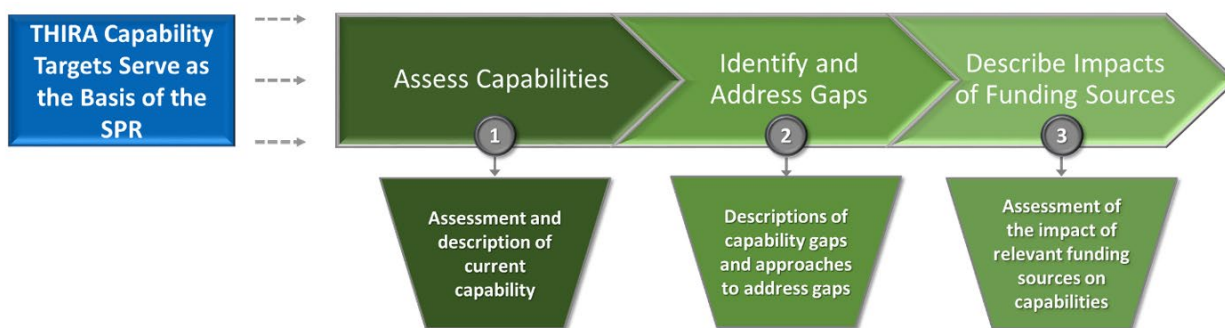 THIRA Capability
Targets Serve as
the Basis of the
SPR
Assess Capabilities
Identify and
Address Gaps
Describe Impacts
of Funding Sources
1
2
3
Assessment and
description of
current
capability
Descriptions of
capability gaps
and approaches
to address gaps
Assessment of
the impact of
relevant funding
sources on
capabilities